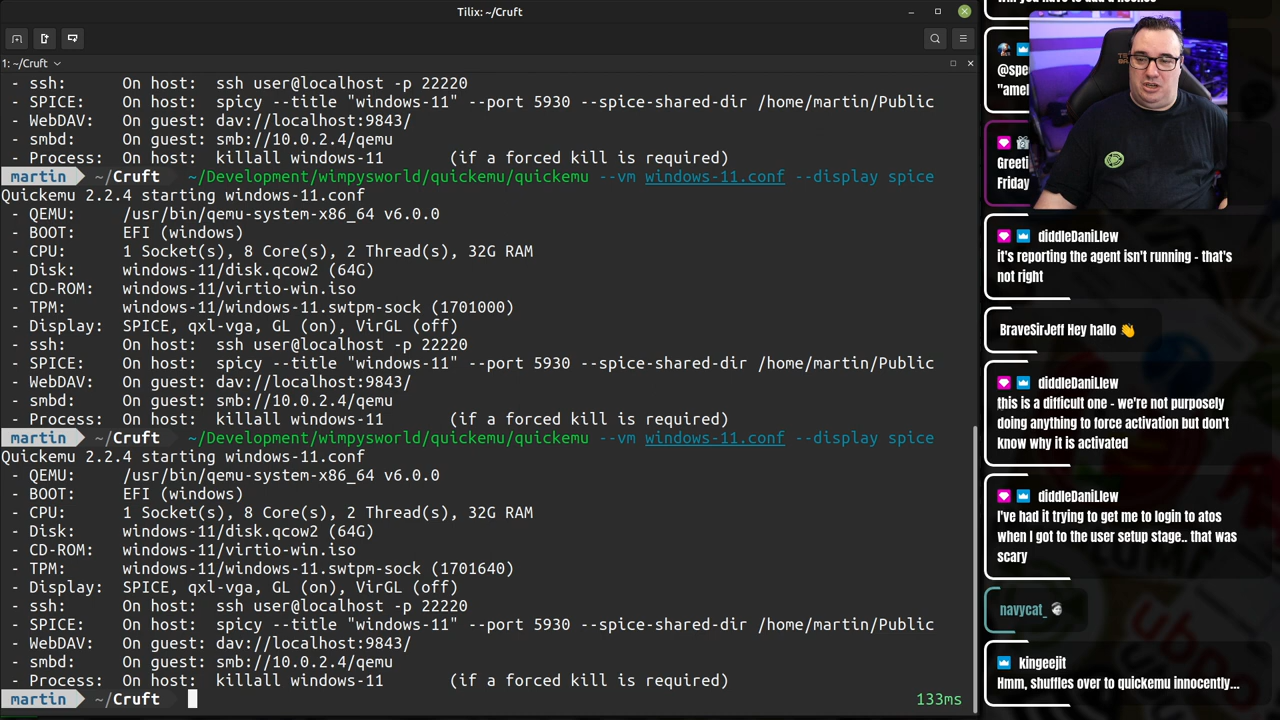 Tilix: ~/Cruft
1: ~/Cruft
- ssh: On host: ssh user@localhost -p 22220
- SPICE: On host: spicy --title "windows-11" --port 5930 --spice-shared-dir /home/martin/Public
- WebDAV: On guest: dav://localhost:9843/
- smbd: On guest: smb://10.0.2.4/qemu
- Process: On host: killall windows-11 (if a forced kill is required)
martin ~/Cruft ~/Development/wimpysworld/quickemu/quickemu --vm windows-11.conf --display spice
Quickemu 2.2.4 starting windows-11.conf
- QEMU: /usr/bin/qemu-system-x86_64 v6.0.0
- BOOT: EFI (windows)
- CPU: 1 Socket(s), 8 Core(s), 2 Thread(s), 32G RAM
- Disk: windows-11/disk.qcow2 (64G)
- CD-ROM: windows-11/virtio-win.iso
- TPM: windows-11/windows-11.swtpm-sock (1701000)
- Display: SPICE, qxl-vga, GL (on), VirGL (off)
- ssh: On host: ssh user@localhost -p 22220
- SPICE: On host: spicy --title "windows-11" --port 5930 --spice-shared-dir /home/martin/Public
- WebDAV: On guest: dav://localhost:9843/
- smbd: On guest: smb://10.0.2.4/qemu
- Process: On host: killall windows-11 (if a forced kill is required)
martin ~/Cruft ~/Development/wimpysworld/quickemu/quickemu --vm windows-11.conf --display spice
Quickemu 2.2.4 starting windows-11.conf
- QEMU: /usr/bin/qemu-system-x86_64 v6.0.0
- BOOT: EFI (windows)
- CPU: 1 Socket(s), 8 Core(s), 2 Thread(s), 32G RAM
- Disk: windows-11/disk.qcow2 (64G)
- CD-ROM: windows-11/virtio-win.iso
- TPM: windows-11/windows-11.swtpm-sock (1701640)
- Display: SPICE, qxl-vga, GL (on), VirGL (off)
- ssh: On host: ssh user@localhost -p 22220
- SPICE: On host: spicy --title "windows-11" --port 5930 --spice-shared-dir /home/martin/Public
- WebDAV: On guest: dav://localhost:9843/
- smbd: On guest: smb://10.0.2.4/qemu
- Process: On host: killall windows-11 (if a forced kill is required)
martin ~/Cruft 133ms
Friday
diddleDaniLlew
it's reporting the agent isn't running - that's
not right
BraveSirJeff Hey hallo 👋
diddleDaniLlew
this is a difficult one - we're not purposely
doing anything to force activation but don't
know why it is activated
diddleDaniLlew
I've had it trying to get me to login to atos
when I got to the user setup stage.. that was
scary
navycat_
kingeejit
Hmm, shuffles over to quickemu innocently...